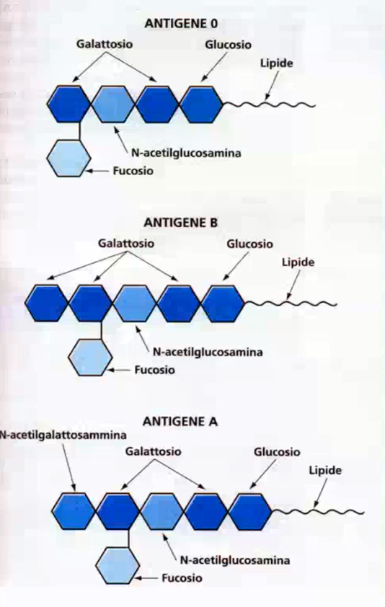 ANTIGENE 0
Galattosio
Glucosio
Lipide
N-acetilglucosamina
Fucosio
ANTIGENE B
Galattosio
Glucosio
Lipide
N-acetilglucosamina
Fucosio
ANTIGENE A
N-acetilgalattosammina
Galattosio
Glucosio
Lipide
N-acetilglucosamina
Fucosio